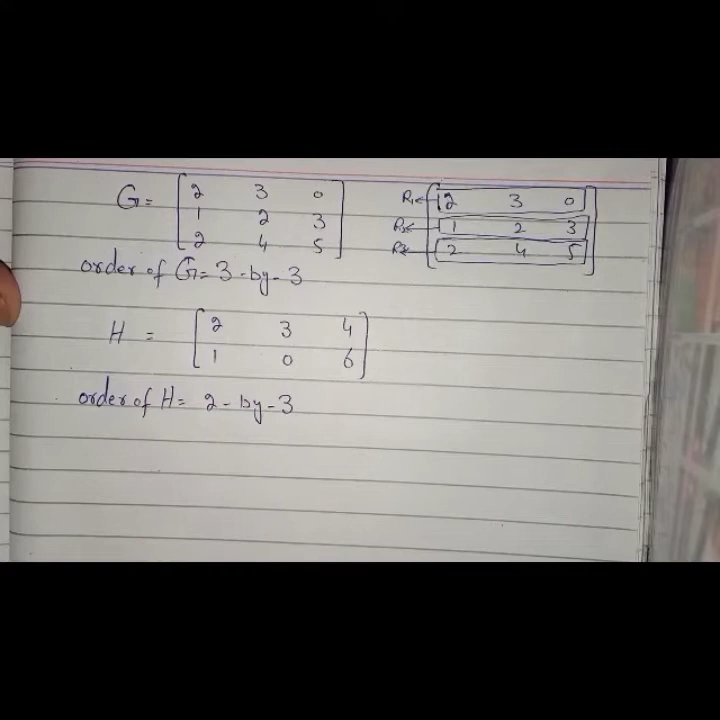 G = [2 3 0 R1← [2 3 0
1 2 3 R2← 1 2 3
2 4 5] R3← 2 4 5]
order of G = 3-by-3
H = [2 3 4
1 0 6]
order of H = 2-by-3